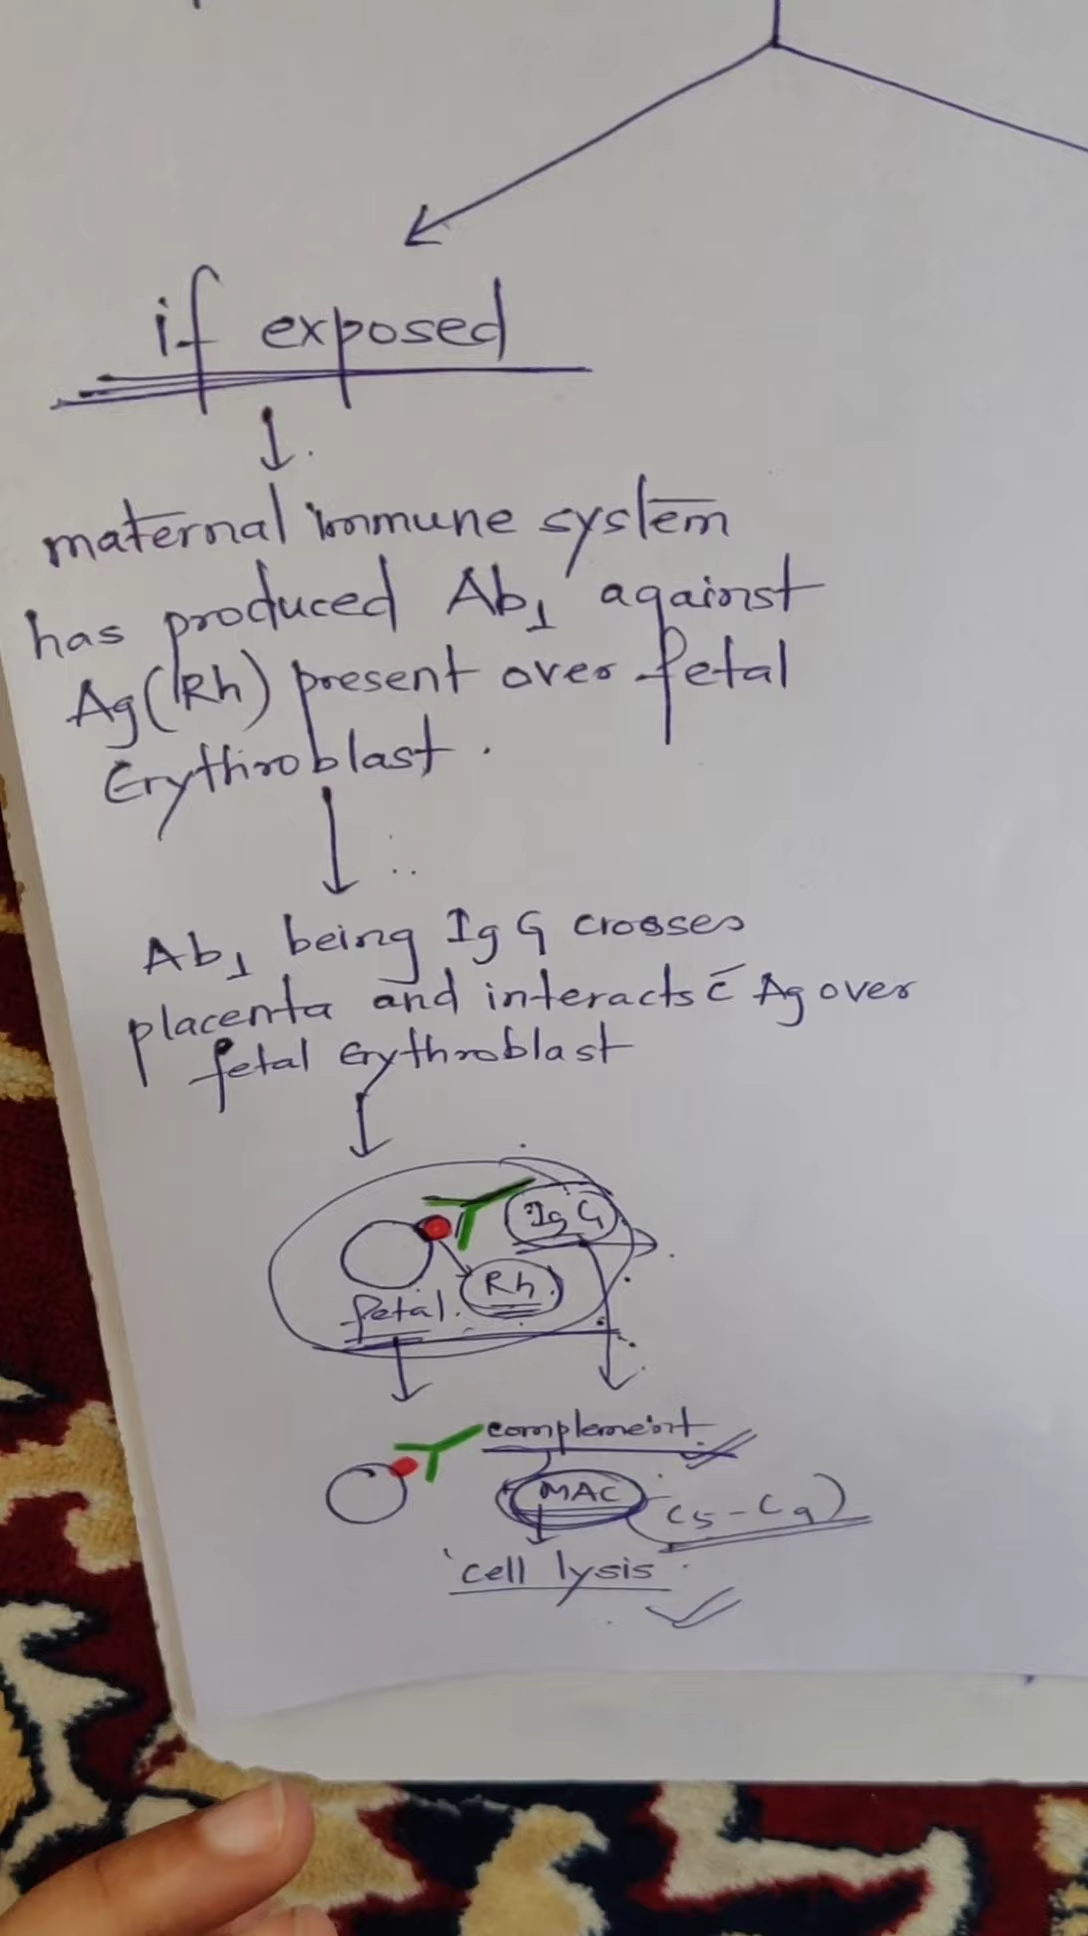 if exposed
maternal immune system
has produced Ab1 against
Ag(Rh) present over fetal
Erythroblast.
Ab1 being IgG crosses
placenta and interacts c̄ Ag over
fetal Erythroblast
IgG
Rh
fetal
complement
MAC (C5-C9)
cell lysis